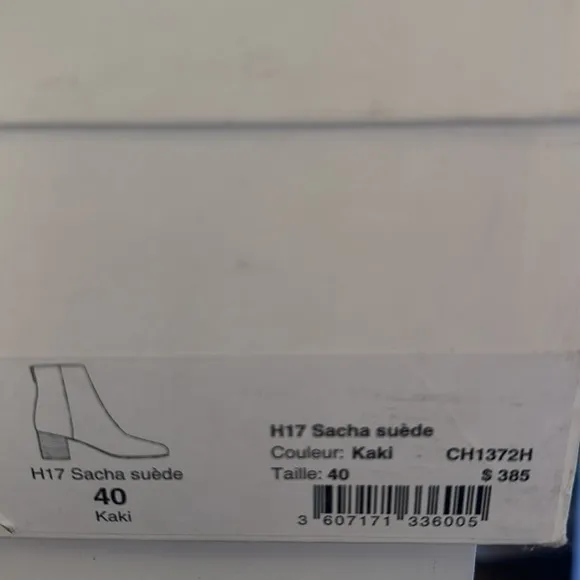 H17 Sacha suède
40
Kaki
H17 Sacha suède
Couleur: Kaki CH1372H
Taille: 40 $ 385
3 607171 336005